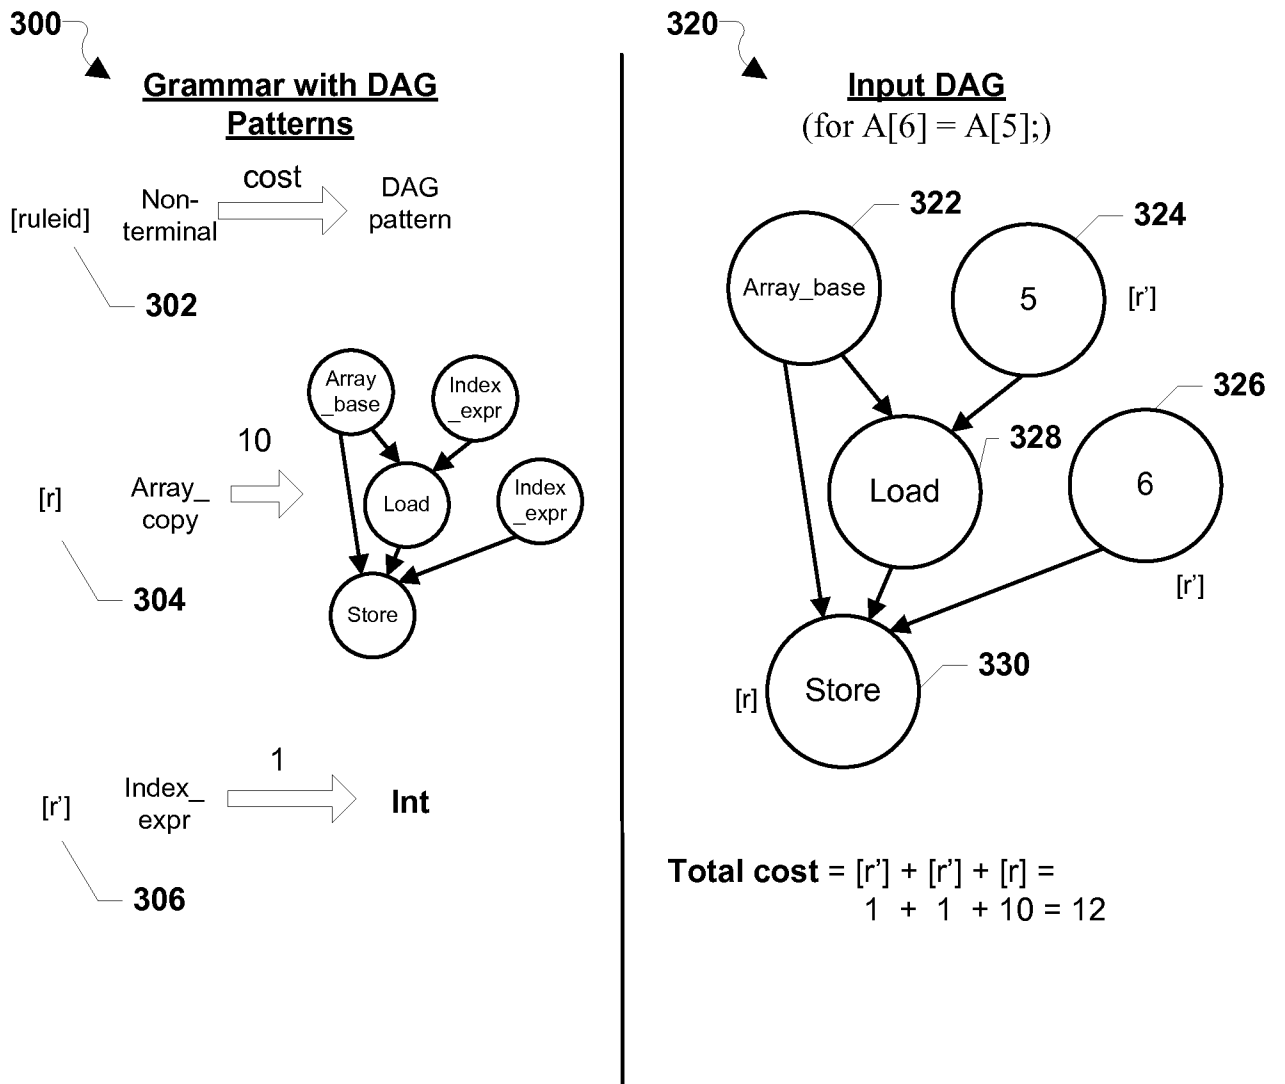 300
Grammar with DAG
Patterns
cost
[ruleid]
Non-
terminal
DAG
pattern
302
Array
_base
Index
_expr
10
[r]
Array_
copy
Load
Index
_expr
304
Store
1
[r’]
Index_
expr
Int
306
320
Input DAG
(for A[6] = A[5];)
322
324
Array_base
5
[r’]
326
328
Load
6
[r’]
330
[r]
Store
Total cost = [r’] + [r’] + [r] =
1 + 1 + 10 = 12